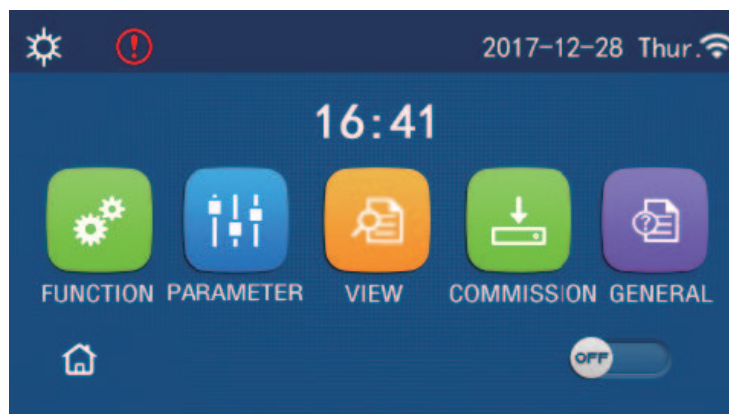 2017-12-28 Thur.
16:41
FUNCTION PARAMETER VIEW COMMISSION GENERAL
OFF